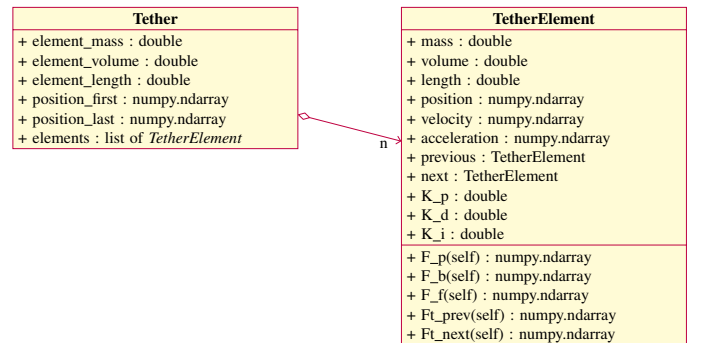 Tether
+ element_mass : double
+ element_volume : double
+ element_length : double
+ position_first : numpy.ndarray
+ position_last : numpy.ndarray
+ elements : list of TetherElement
n
TetherElement
+ mass : double
+ volume : double
+ length : double
+ position : numpy.ndarray
+ velocity : numpy.ndarray
+ acceleration : numpy.ndarray
+ previous : TetherElement
+ next : TetherElement
+ K_p : double
+ K_d : double
+ K_i : double
+ F_p(self) : numpy.ndarray
+ F_b(self) : numpy.ndarray
+ F_f(self) : numpy.ndarray
+ Ft_prev(self) : numpy.ndarray
+ Ft_next(self) : numpy.ndarray